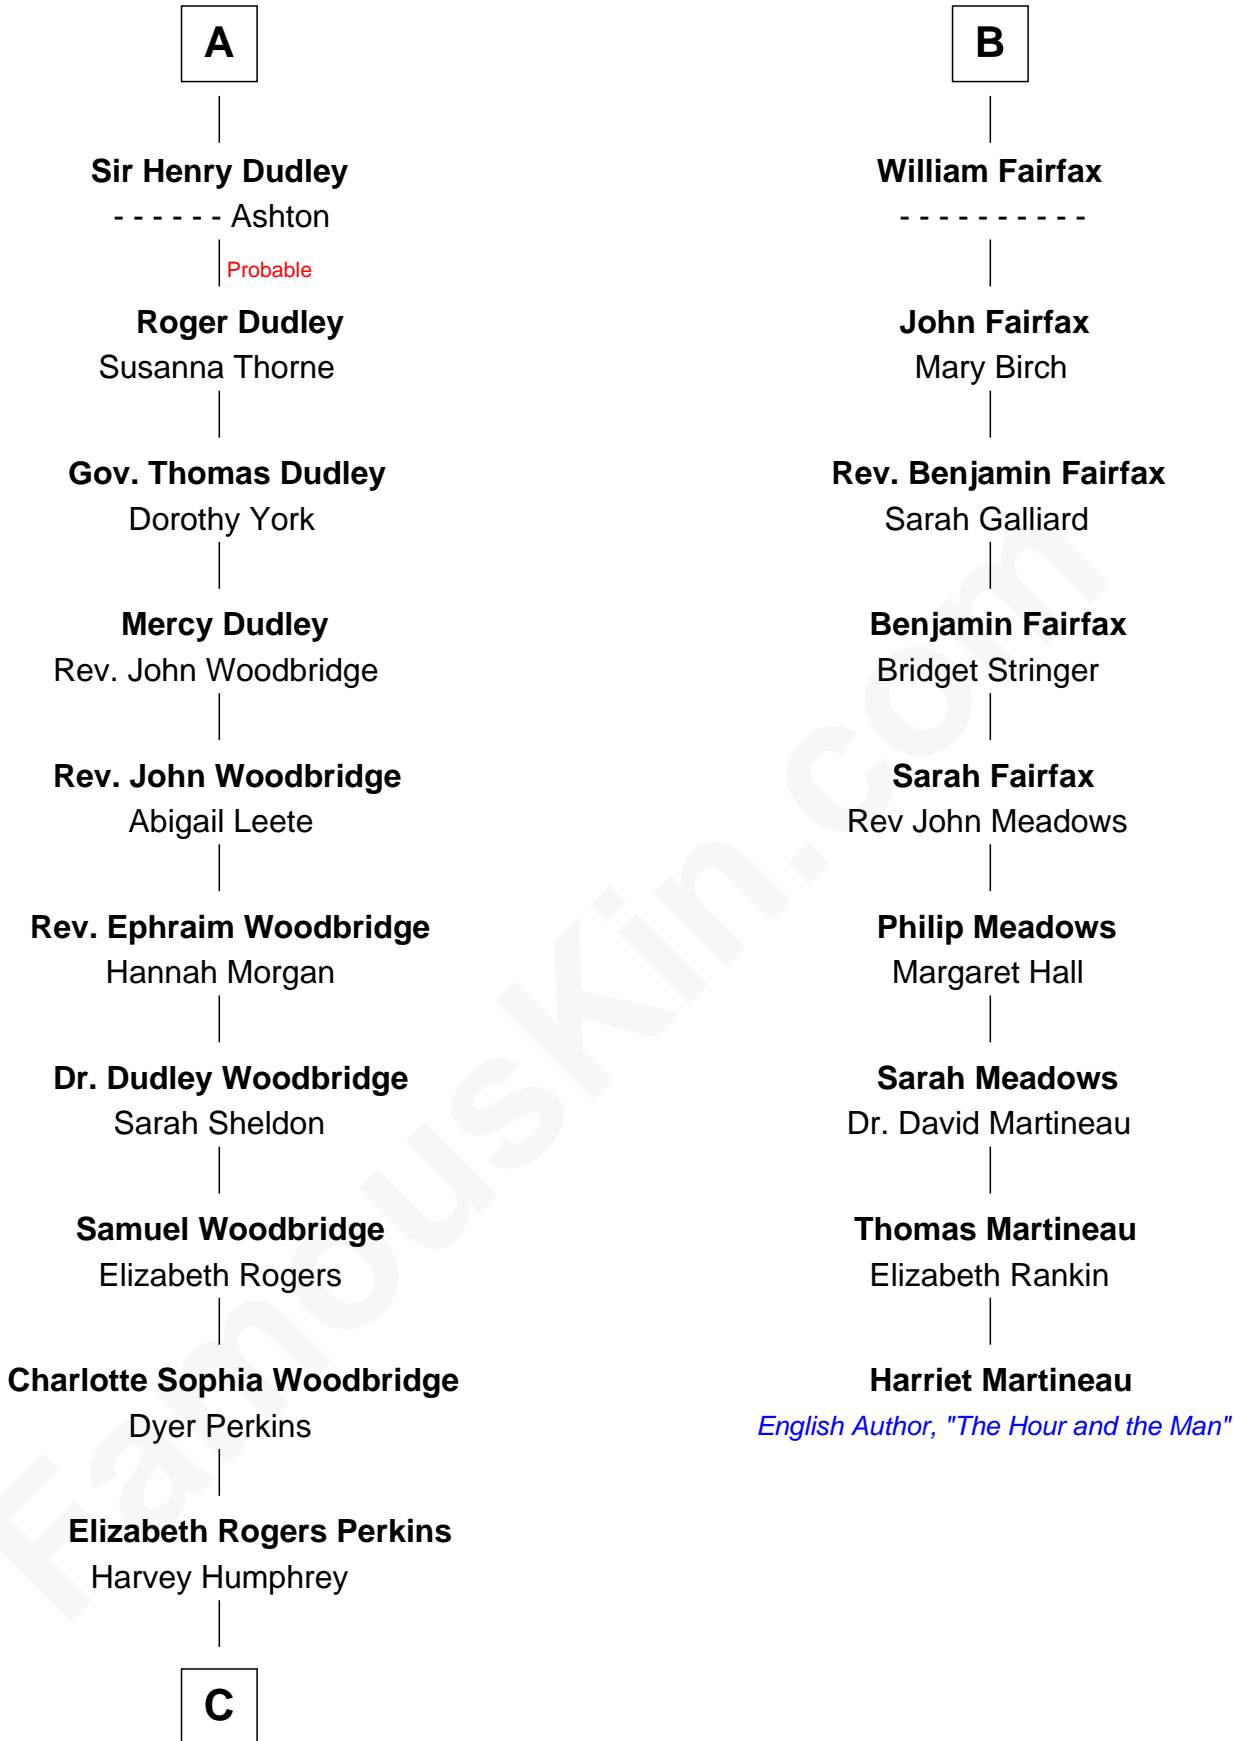 A
Sir Henry Dudley
- - - - - - Ashton
Probable
Roger Dudley
Susanna Thorne
Gov. Thomas Dudley
Dorothy York
Mercy Dudley
Rev. John Woodbridge
Rev. John Woodbridge
Abigail Leete
Rev. Ephraim Woodbridge
Hannah Morgan
Dr. Dudley Woodbridge
Sarah Sheldon
Samuel Woodbridge
Elizabeth Rogers
Charlotte Sophia Woodbridge
Dyer Perkins
Elizabeth Rogers Perkins
Harvey Humphrey
C
B
William Fairfax
- - - - - - - - - -
John Fairfax
Mary Birch
Rev. Benjamin Fairfax
Sarah Galliard
Benjamin Fairfax
Bridget Stringer
Sarah Fairfax
Rev John Meadows
Philip Meadows
Margaret Hall
Sarah Meadows
Dr. David Martineau
Thomas Martineau
Elizabeth Rankin
Harriet Martineau
English Author, "The Hour and the Man"
FamousKin.com